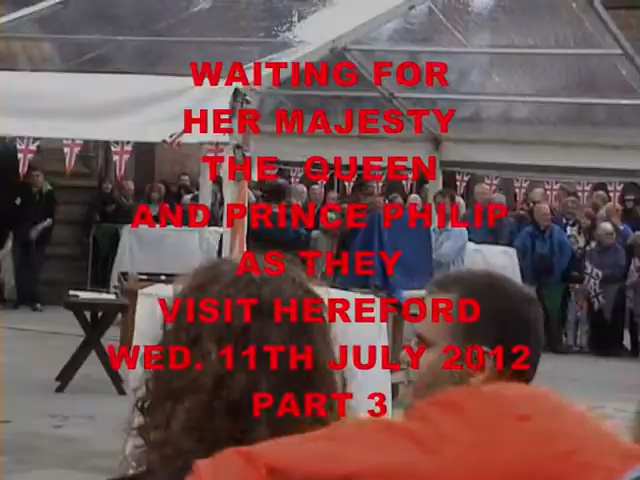 WAITING FOR
HER MAJESTY
THE QUEEN
AND PRINCE PHILIP
AS THEY
VISIT HEREFORD
WED. 11TH JULY 2012
PART 3